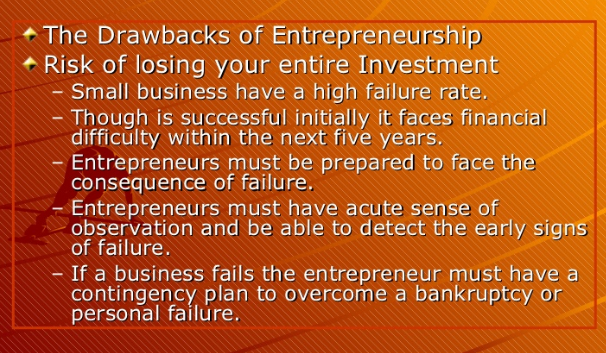 The Drawbacks of Entrepreneurship
Risk of losing your entire Investment
– Small business have a high failure rate.
– Though is successful initially it faces financial
difficulty within the next five years.
– Entrepreneurs must be prepared to face the
consequence of failure.
– Entrepreneurs must have acute sense of
observation and be able to detect the early signs
of failure.
– If a business fails the entrepreneur must have a
contingency plan to overcome a bankruptcy or
personal failure.